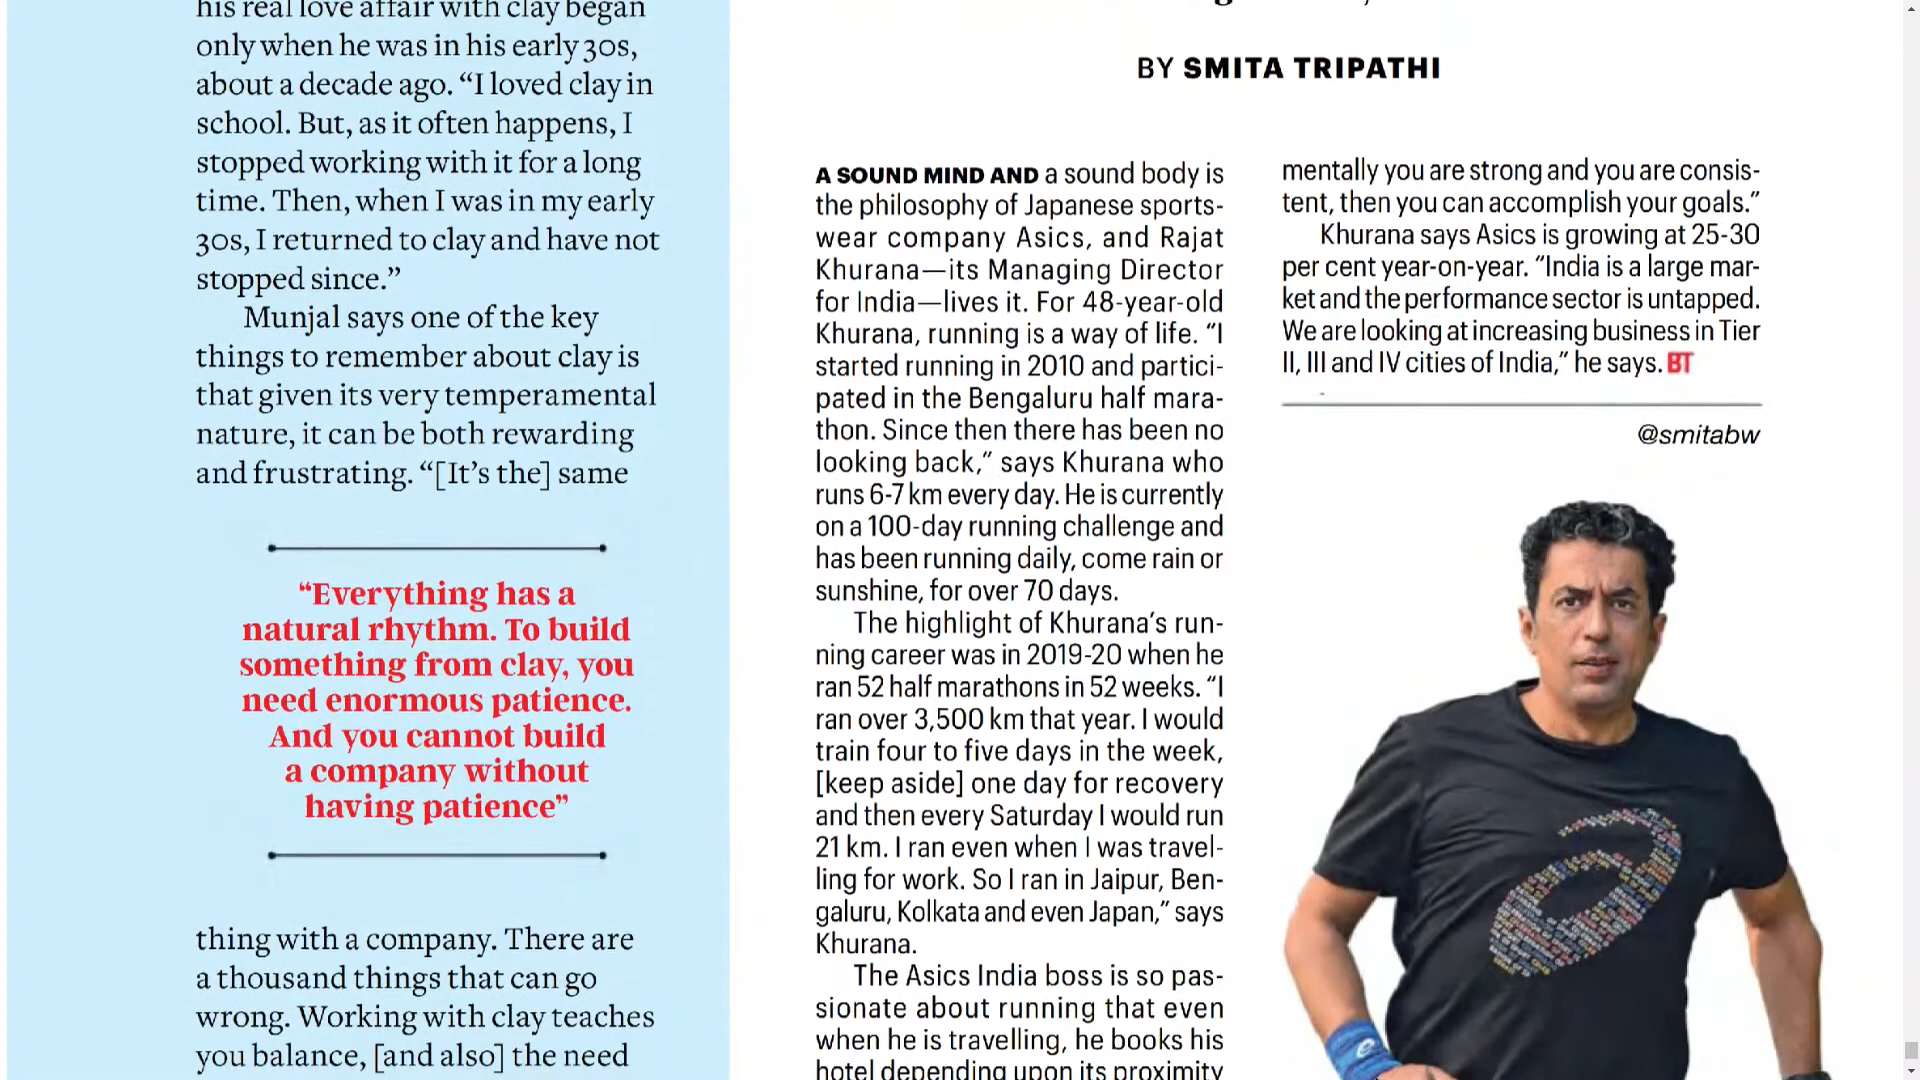 his real love affair with clay began
only when he was in his early 30s,
about a decade ago. “I loved clay in
school. But, as it often happens, I
stopped working with it for a long
time. Then, when I was in my early
30s, I returned to clay and have not
stopped since.”
Munjal says one of the key
things to remember about clay is
that given its very temperamental
nature, it can be both rewarding
and frustrating. “[It’s the] same
“Everything has a
natural rhythm. To build
something from clay, you
need enormous patience.
And you cannot build
a company without
having patience”
thing with a company. There are
a thousand things that can go
wrong. Working with clay teaches
you balance, [and also] the need
BY SMITA TRIPATHI
A SOUND MIND AND a sound body is
the philosophy of Japanese sports-
wear company Asics, and Rajat
Khurana—its Managing Director
for India—lives it. For 48-year-old
Khurana, running is a way of life. “I
started running in 2010 and partici-
pated in the Bengaluru half mara-
thon. Since then there has been no
looking back,” says Khurana who
runs 6-7 km every day. He is currently
on a 100-day running challenge and
has been running daily, come rain or
sunshine, for over 70 days.
The highlight of Khurana’s run-
ning career was in 2019-20 when he
ran 52 half marathons in 52 weeks. “I
ran over 3,500 km that year. I would
train four to five days in the week,
[keep aside] one day for recovery
and then every Saturday I would run
21 km. I ran even when I was travel-
ling for work. So I ran in Jaipur, Ben-
galuru, Kolkata and even Japan,” says
Khurana.
The Asics India boss is so pas-
sionate about running that even
when he is travelling, he books his
hotel depending upon its proximity
mentally you are strong and you are consis-
tent, then you can accomplish your goals.”
Khurana says Asics is growing at 25-30
per cent year-on-year. “India is a large mar-
ket and the performance sector is untapped.
We are looking at increasing business in Tier
II, III and IV cities of India,” he says. BT
@smitabw